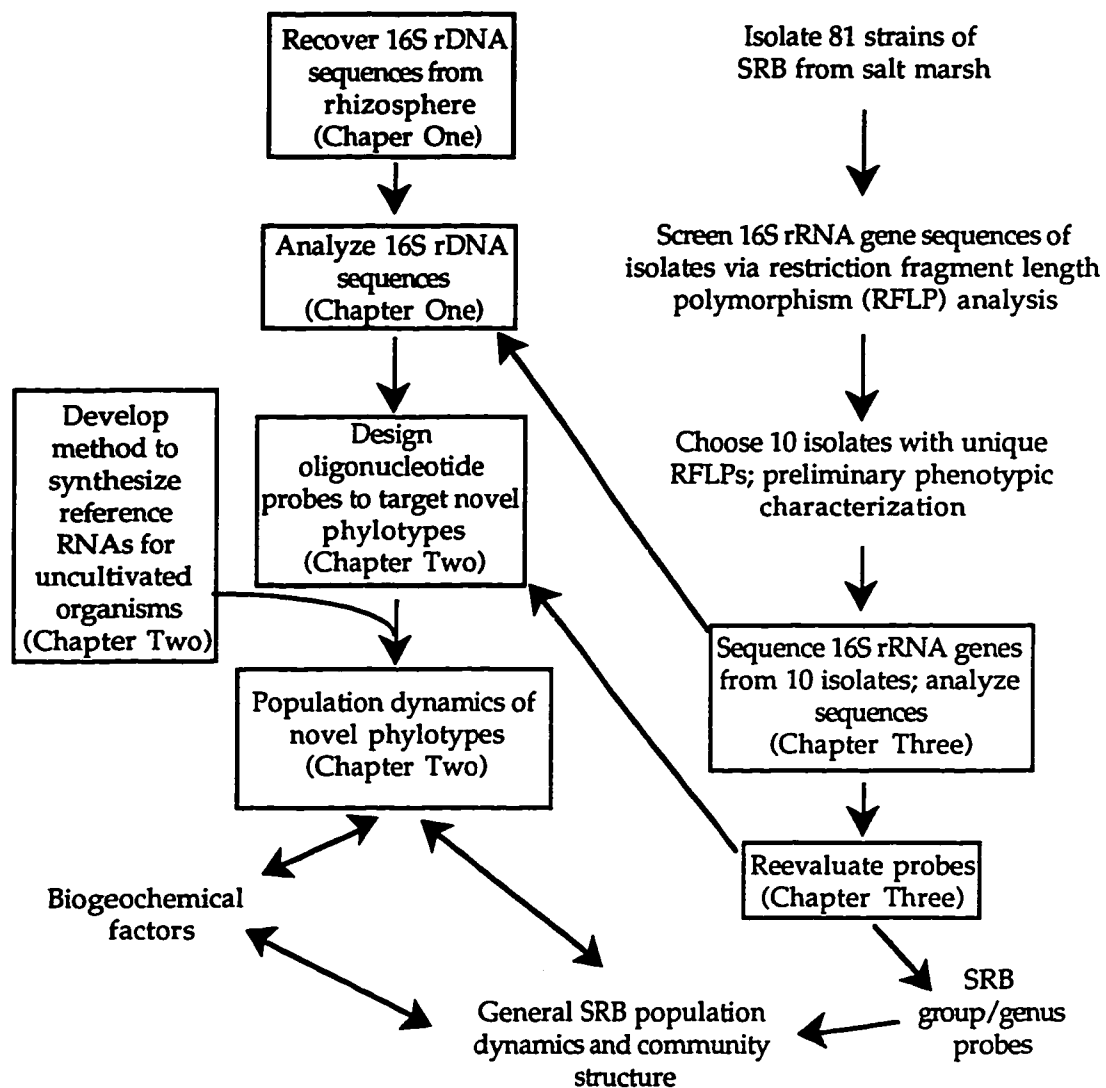 Recover 16S rDNA
sequences from
rhizosphere
(Chaper One)
Analyze 16S rDNA
sequences
(Chapter One)
Develop
method to
synthesize
reference
RNAs for
uncultivated
organisms
(Chapter Two)
Design
oligonucleotide
probes to target novel
phylotypes
(Chapter Two)
Population dynamics of
novel phylotypes
(Chapter Two)
Biogeochemical
factors
Isolate 81 strains of
SRB from salt marsh
Screen 16S rRNA gene sequences of
isolates via restriction fragment length
polymorphism (RFLP) analysis
Choose 10 isolates with unique
RFLPs; preliminary phenotypic
characterization
Sequence 16S rRNA genes
from 10 isolates; analyze
sequences
(Chapter Three)
Reevaluate probes
(Chapter Three)
SRB
group/genus
probes
General SRB population
dynamics and community
structure